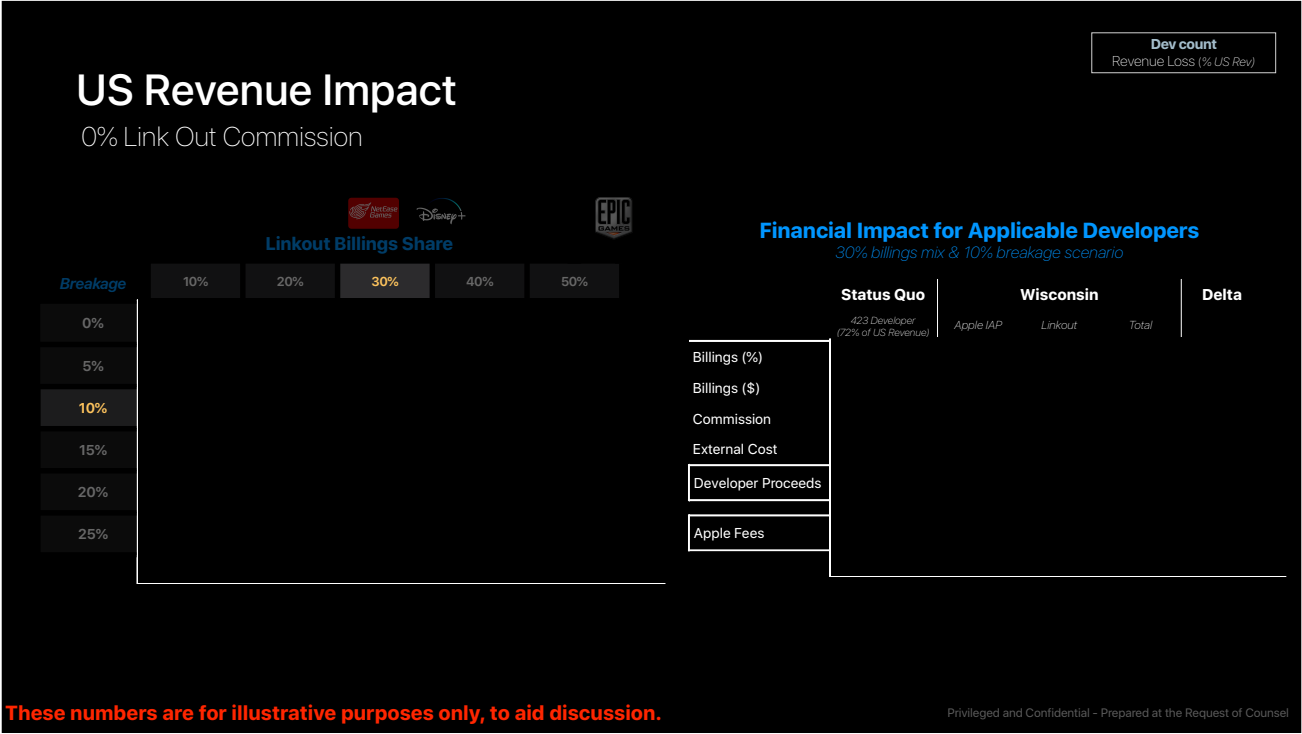 Dev count
Revenue Loss (% US Rev)
US Revenue Impact
0% Link Out Commission
NetEase
Games
Disney+
EPIC
GAMES
Linkout Billings Share
Breakage
10%
20%
30%
40%
50%
0%
5%
10%
15%
20%
25%
Financial Impact for Applicable Developers
30% billings mix & 10% breakage scenario
Status Quo
Wisconsin
Delta
423 Developer
(72% of US Revenue)
Apple IAP
Linkout
Total
Billings (%)
Billings ($)
Commission
External Cost
Developer Proceeds
Apple Fees
These numbers are for illustrative purposes only, to aid discussion.
Privileged and Confidential - Prepared at the Request of Counsel